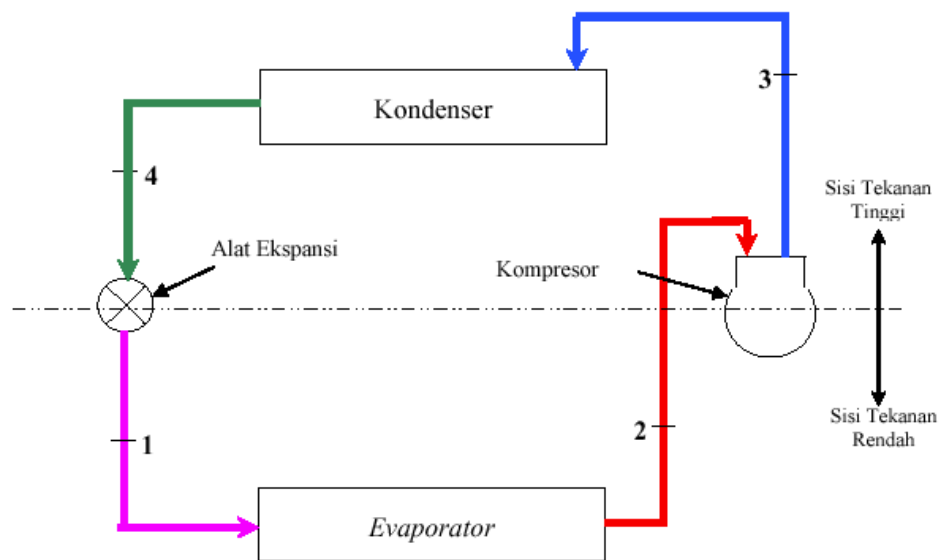 Kondenser
3
4
Sisi Tekanan
Tinggi
Alat Ekspansi
Kompresor
1
2
Sisi Tekanan
Rendah
Evaporator